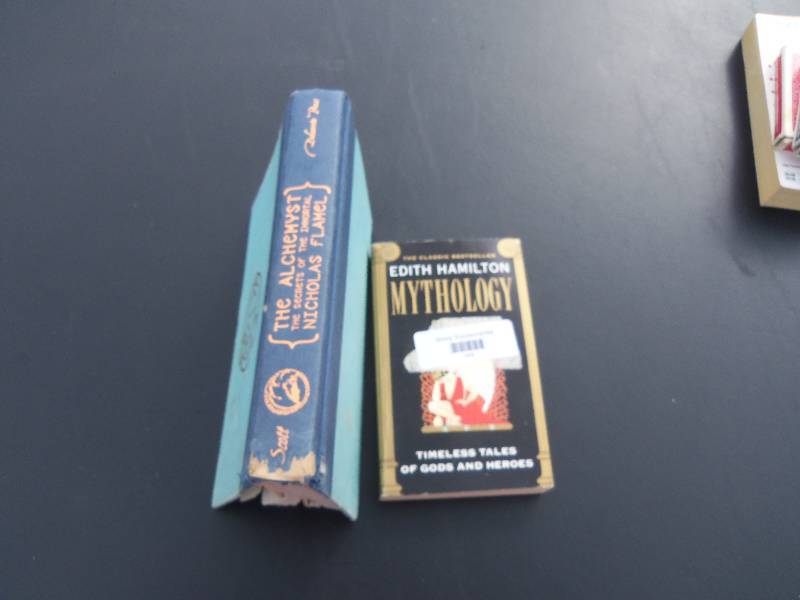 {THE ALCHEMYST
THE SECRETS OF THE IMMORTAL
NICHOLAS FLAMEL}
Scott
THE CLASSIC BESTSELLER
EDITH HAMILTON
MYTHOLOGY
TIMELESS TALES
OF GODS AND HEROES